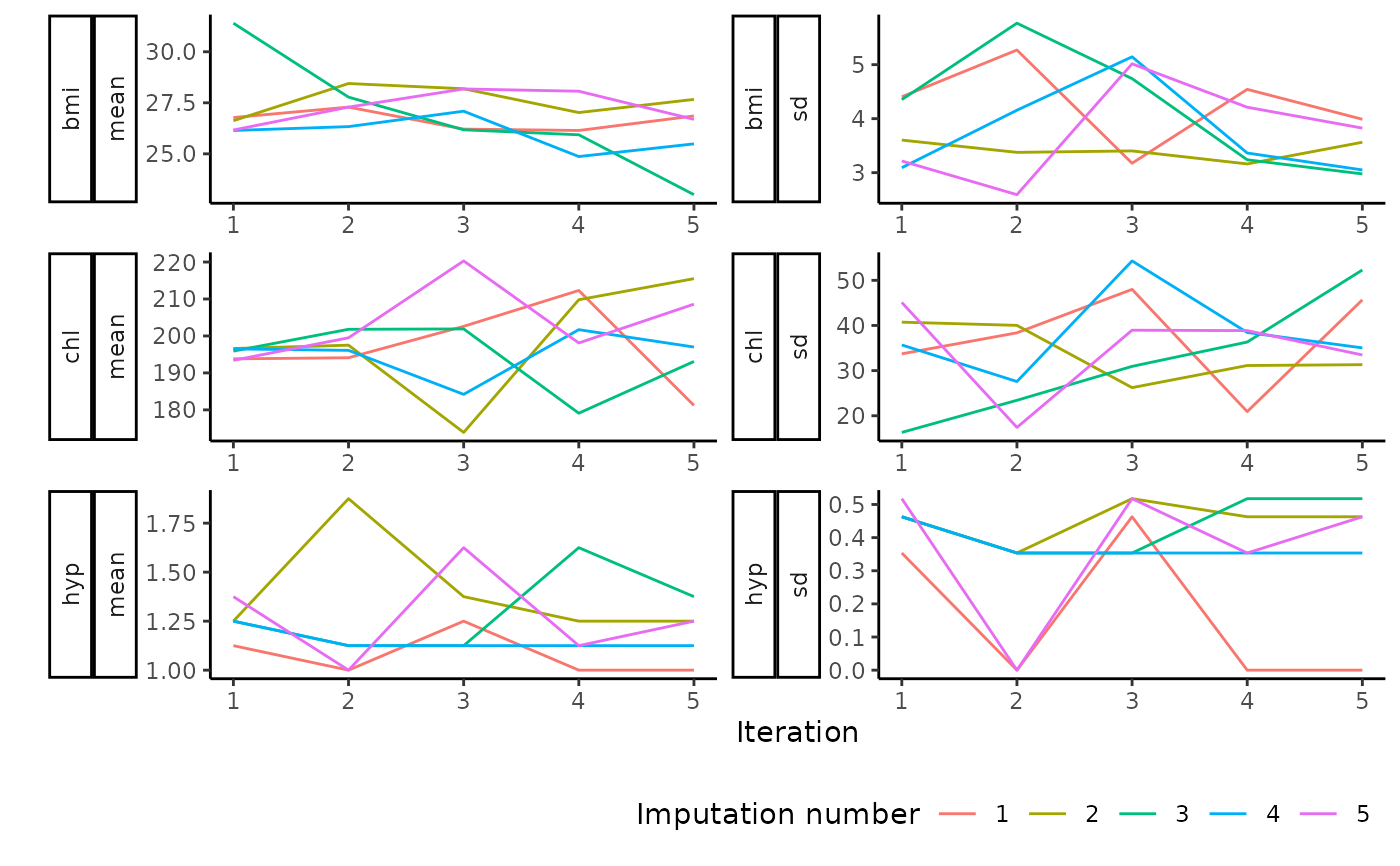 bmi
mean
30.0
27.5
25.0
1 2 3 4 5
bmi
sd
5
4
3
1 2 3 4 5
chl
mean
220
210
200
190
180
1 2 3 4 5
chl
sd
50
40
30
20
1 2 3 4 5
hyp
mean
1.75
1.50
1.25
1.00
1 2 3 4 5
hyp
sd
0.5
0.4
0.3
0.2
0.1
0.0
1 2 3 4 5
Iteration
Imputation number 1 2 3 4 5